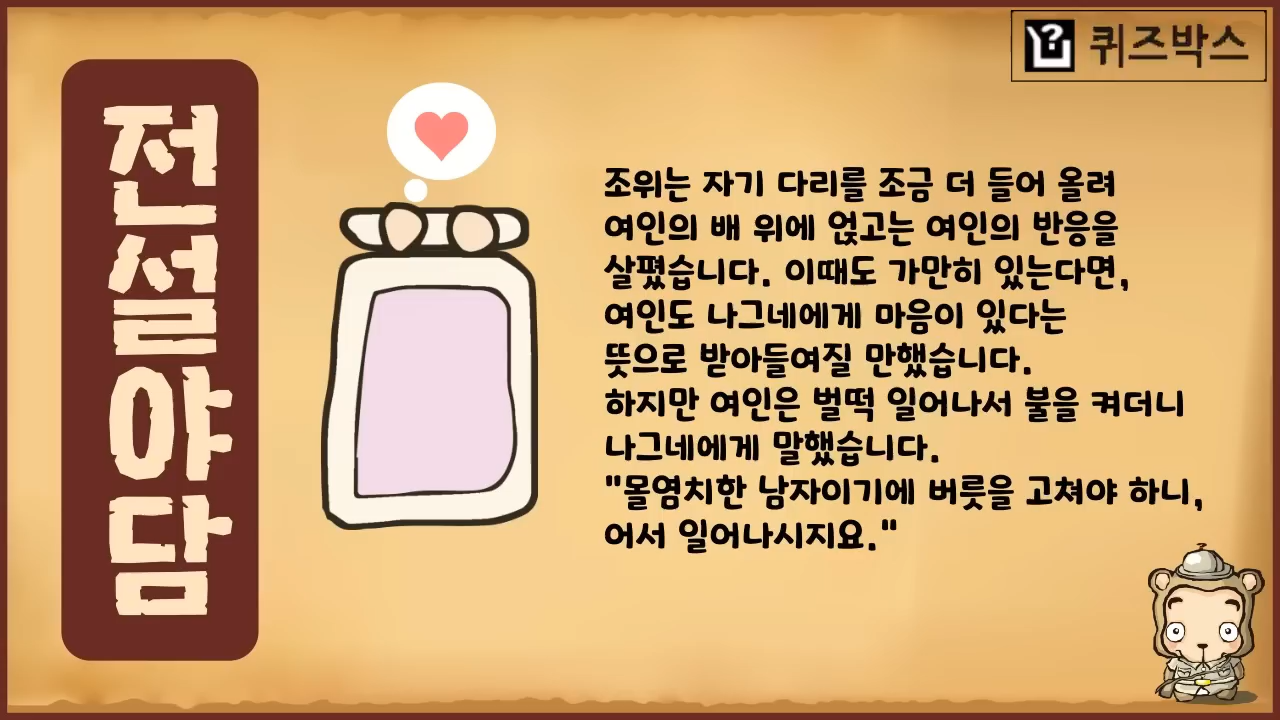 퀴즈박스
전설야담
조위는 자기 다리를 조금 더 들어 올려
여인의 배 위에 얹고는 여인의 반응을
살폈습니다. 이때도 가만히 있는다면,
여인도 나그네에게 마음이 있다는
뜻으로 받아들여질 만했습니다.
하지만 여인은 벌떡 일어나서 불을 켜더니
나그네에게 말했습니다.
"몰염치한 남자이기에 버릇을 고쳐야 하니,
어서 일어나시지요."